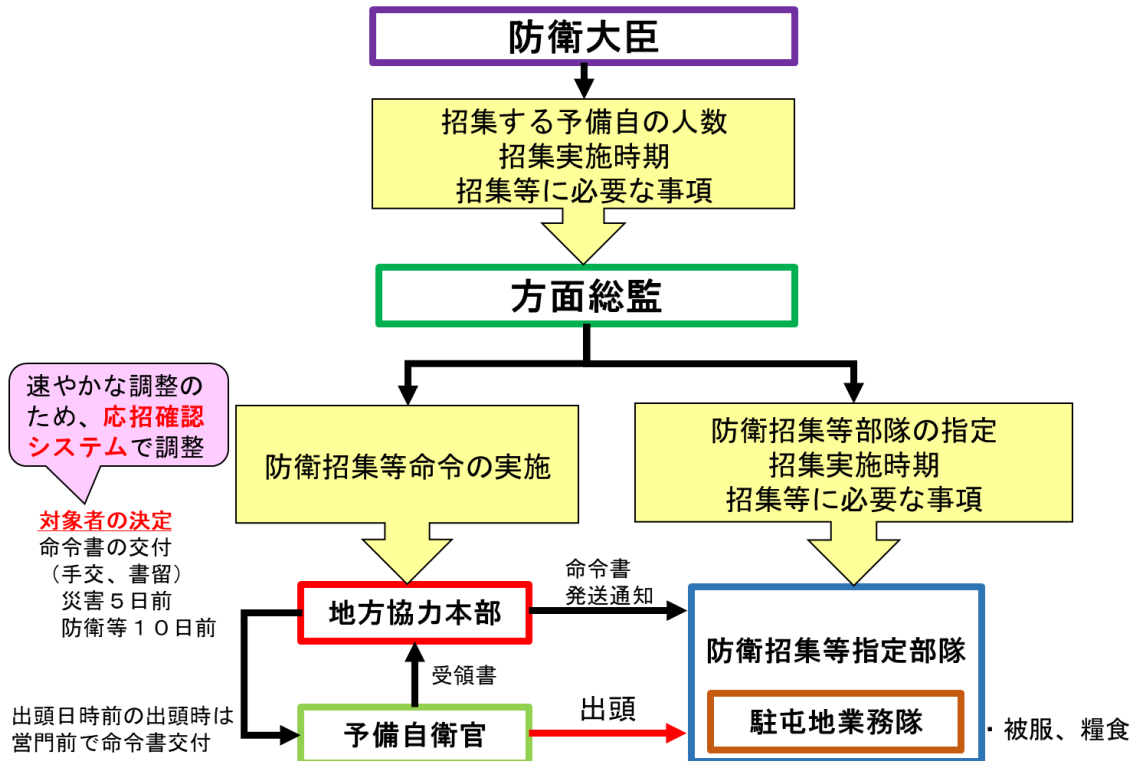 防衛大臣
招集する予備自の人数
招集実施時期
招集等に必要な事項
方面総監
速やかな調整の
ため、応招確認
システムで調整
防衛招集等命令の実施
防衛招集等部隊の指定
招集実施時期
招集等に必要な事項
対象者の決定
命令書の交付
（手交、書留）
災害５日前
防衛等１０日前
地方協力本部
命令書
発送通知
防衛招集等指定部隊
受領書
出頭日時前の出頭時は
営門前で命令書交付
予備自衛官
出頭
駐屯地業務隊
・被服、糧食